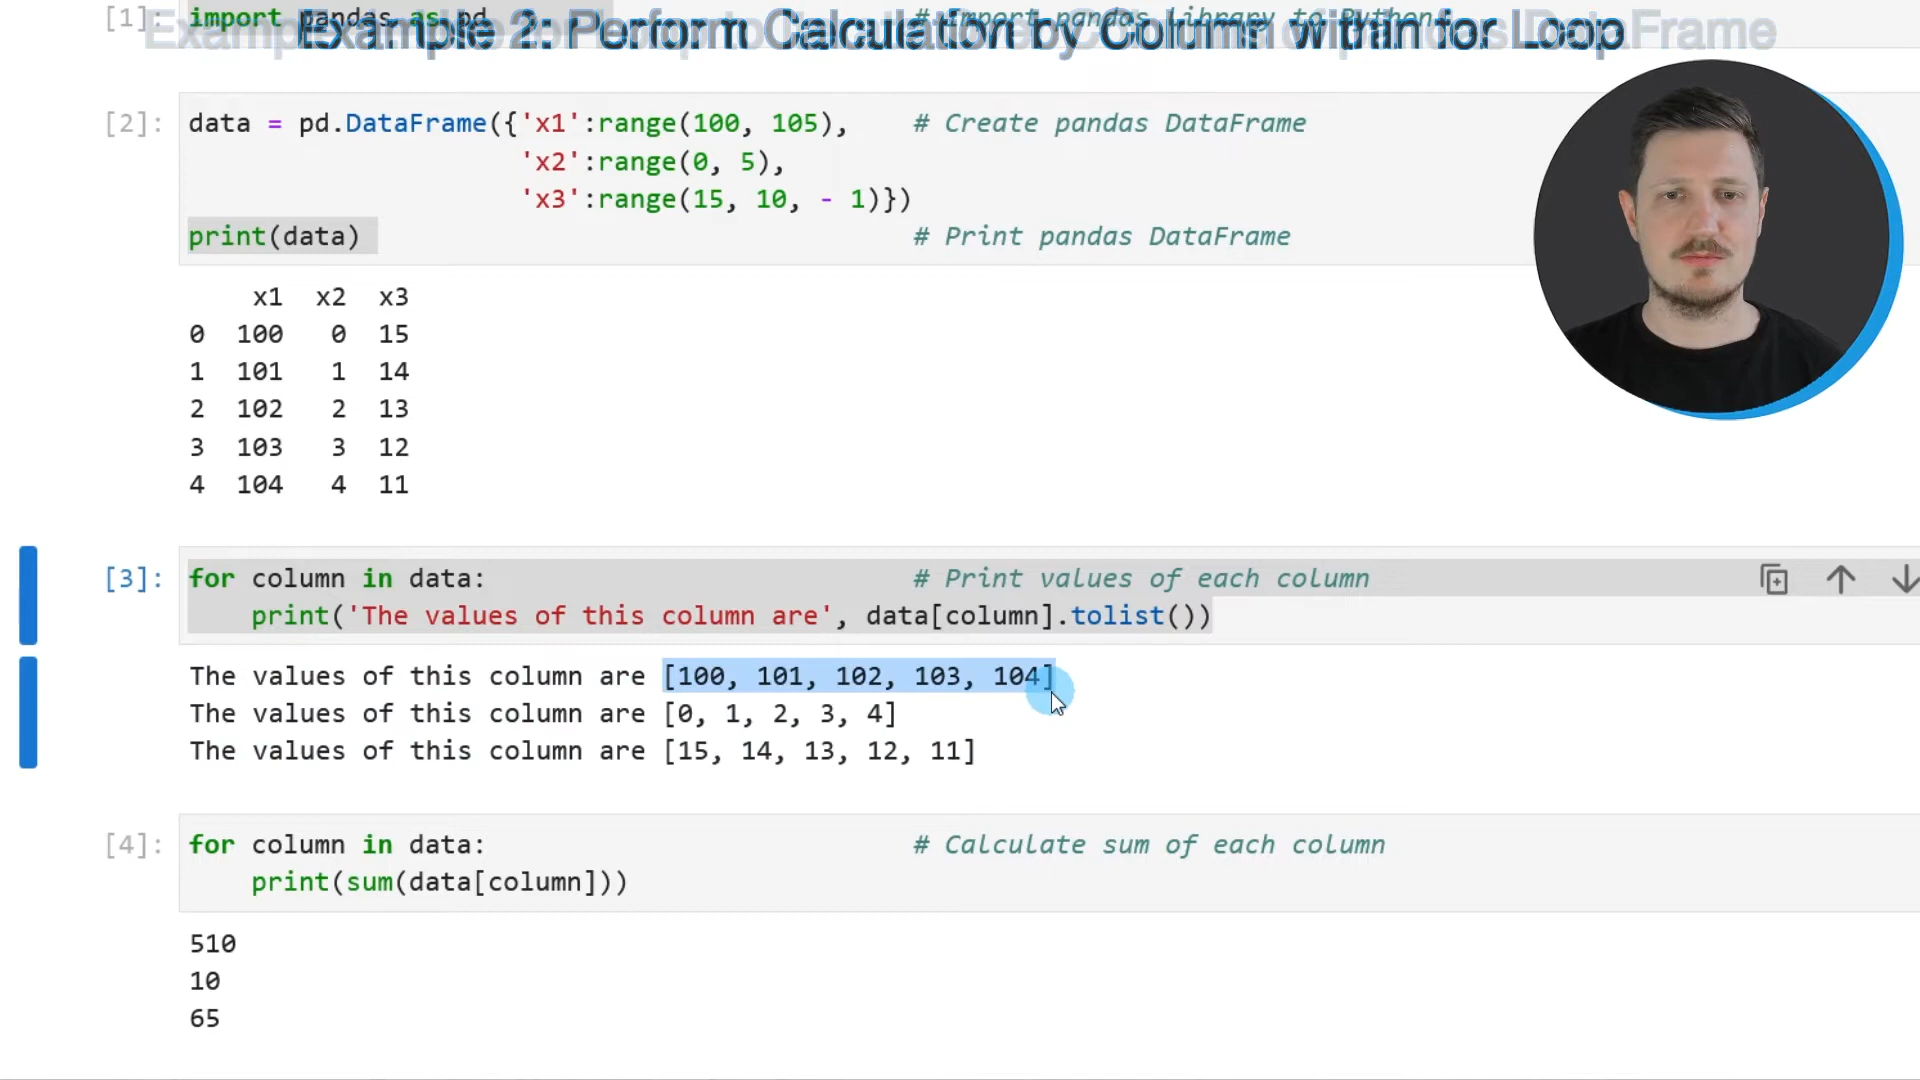 [1]: import pandas as pd # Import pandas library to Python
Example 2: Perform Calculation by Column within for Loop
[2]: data = pd.DataFrame({'x1':range(100, 105), # Create pandas DataFrame
'x2':range(0, 5),
'x3':range(15, 10, - 1)})
print(data) # Print pandas DataFrame
x1 x2 x3
0 100 0 15
1 101 1 14
2 102 2 13
3 103 3 12
4 104 4 11
[3]: for column in data: # Print values of each column
print('The values of this column are', data[column].tolist())
The values of this column are [100, 101, 102, 103, 104]
The values of this column are [0, 1, 2, 3, 4]
The values of this column are [15, 14, 13, 12, 11]
[4]: for column in data: # Calculate sum of each column
print(sum(data[column]))
510
10
65